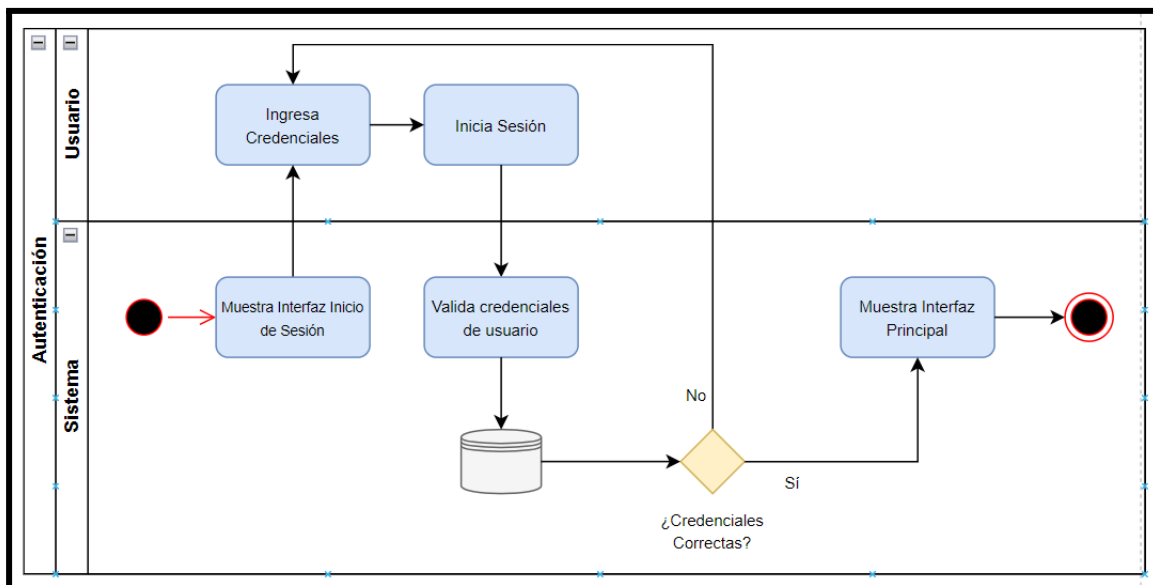 Autenticación
Usuario
Ingresa
Credenciales
Inicia Sesión
Sistema
Muestra Interfaz Inicio
de Sesión
Valida credenciales
de usuario
Muestra Interfaz
Principal
No
Sí
¿Credenciales
Correctas?